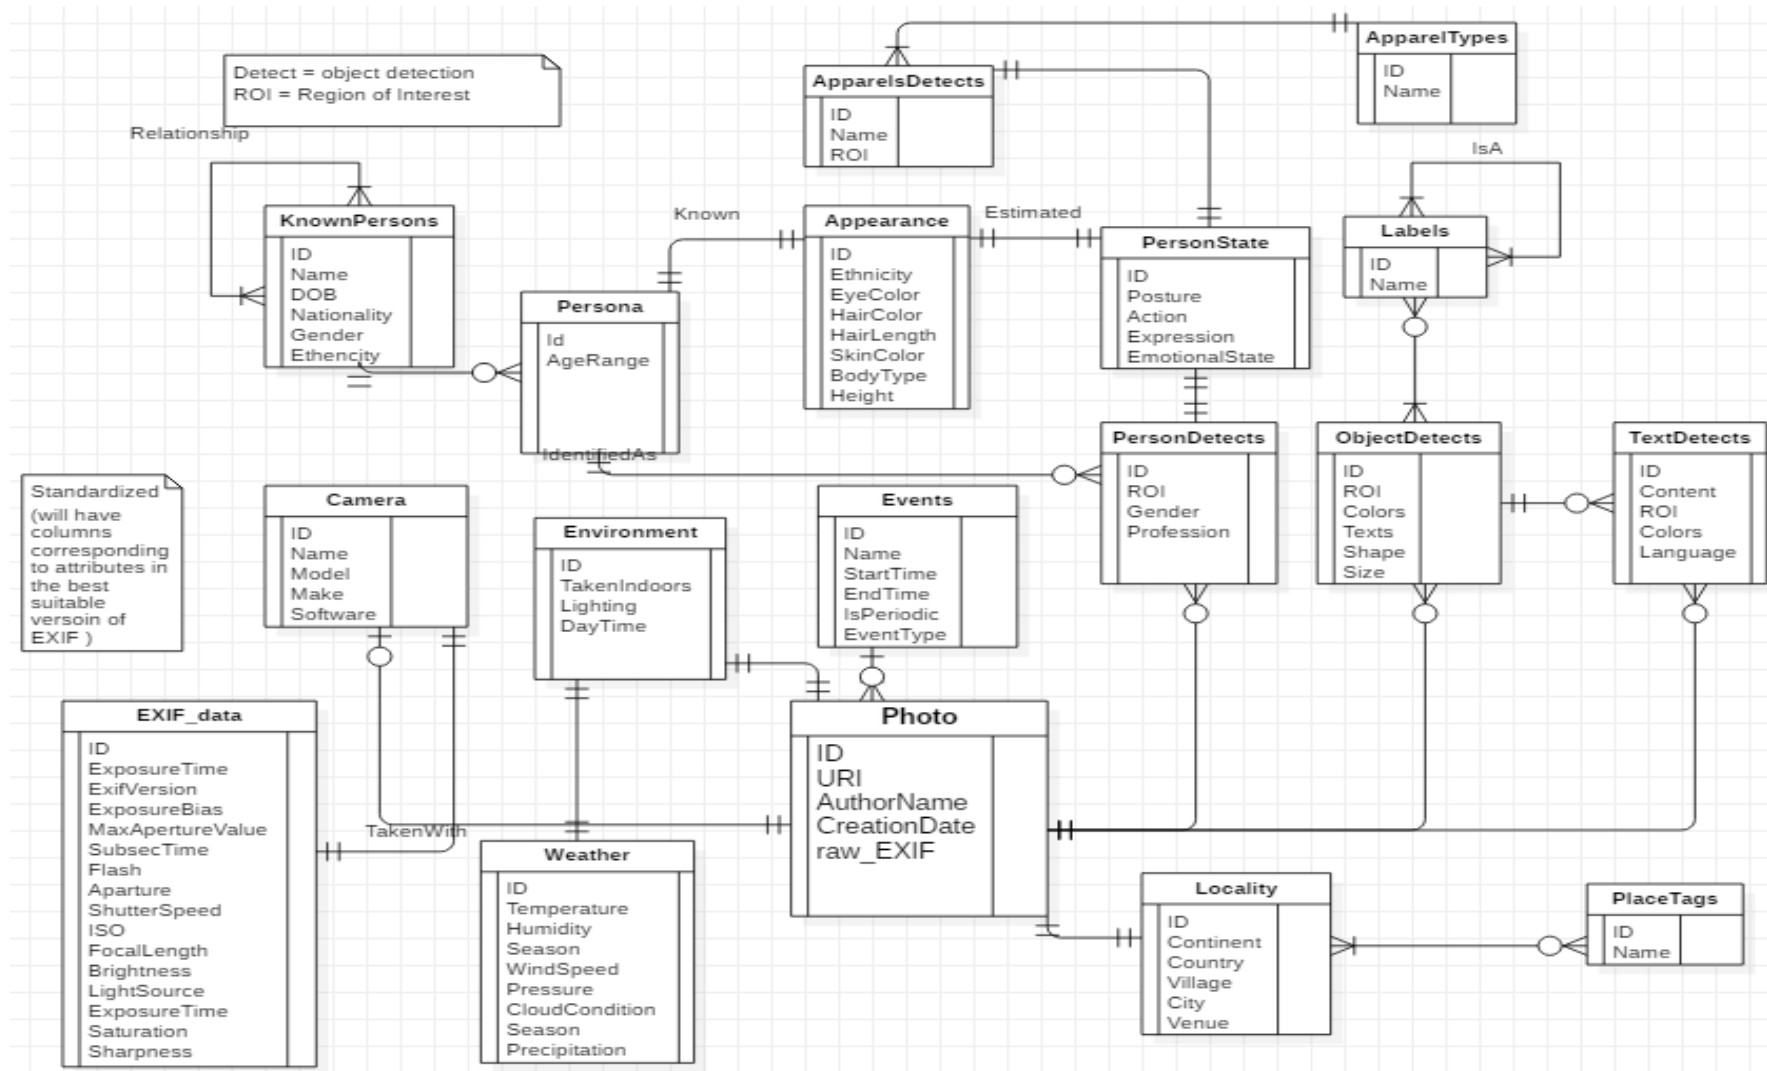 Detect = object detection
ROI = Region of Interest
Relationship
KnownPersons
ID
Name
DOB
Nationality
Gender
Ethencity
Persona
Id
AgeRange
Known
IdentifiedAs
ApparelsDetects
ID
Name
ROI
ApparelTypes
ID
Name
Appearance
ID
Ethnicity
EyeColor
HairColor
HairLength
SkinColor
BodyType
Height
Estimated
PersonState
ID
Posture
Action
Expression
EmotionalState
IsA
Labels
ID
Name
PersonDetects
ID
ROI
Gender
Profession
ObjectDetects
ID
ROI
Colors
Texts
Shape
Size
TextDetects
ID
Content
ROI
Colors
Language
Standardized
(will have
columns
corresponding
to attributes in
the best
suitable
versoin of
EXIF )
Camera
ID
Name
Model
Make
Software
Environment
ID
TakenIndoors
Lighting
DayTime
Events
ID
Name
StartTime
EndTime
IsPeriodic
EventType
EXIF_data
ID
ExposureTime
ExifVersion
ExposureBias
MaxApertureValue
SubsecTime
Flash
Aparture
ShutterSpeed
ISO
FocalLength
Brightness
LightSource
ExposureTime
Saturation
Sharpness
TakenWith
Weather
ID
Temperature
Humidity
Season
WindSpeed
Pressure
CloudCondition
Season
Precipitation
Photo
ID
URI
AuthorName
CreationDate
raw_EXIF
Locality
ID
Continent
Country
Village
City
Venue
PlaceTags
ID
Name